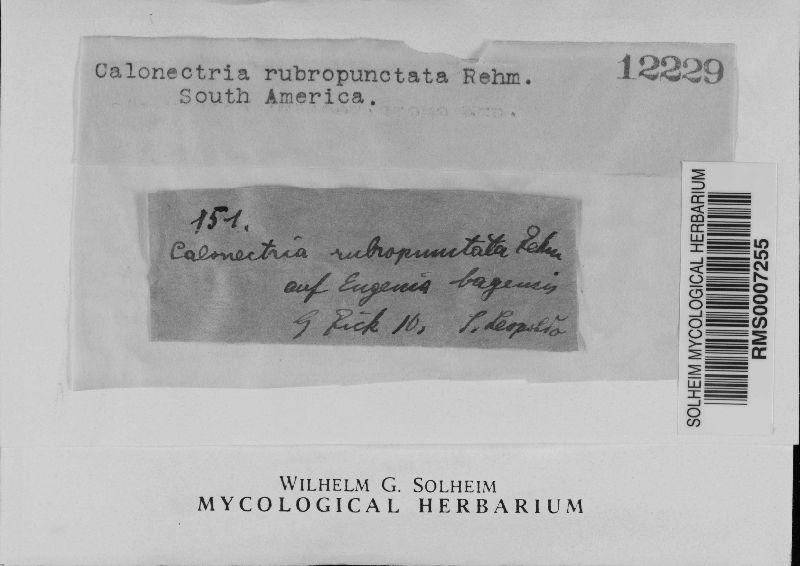 Calonectria rubropunctata Rehm.
South America.
12229
151.
Calonectria rubropunctata Rehm
auf Eugenia bagensis
Rick 10. S. Leopoldo
SOLHEIM MYCOLOGICAL HERBARIUM
RMS0007255
WILHELM G. SOLHEIM
MYCOLOGICAL HERBARIUM